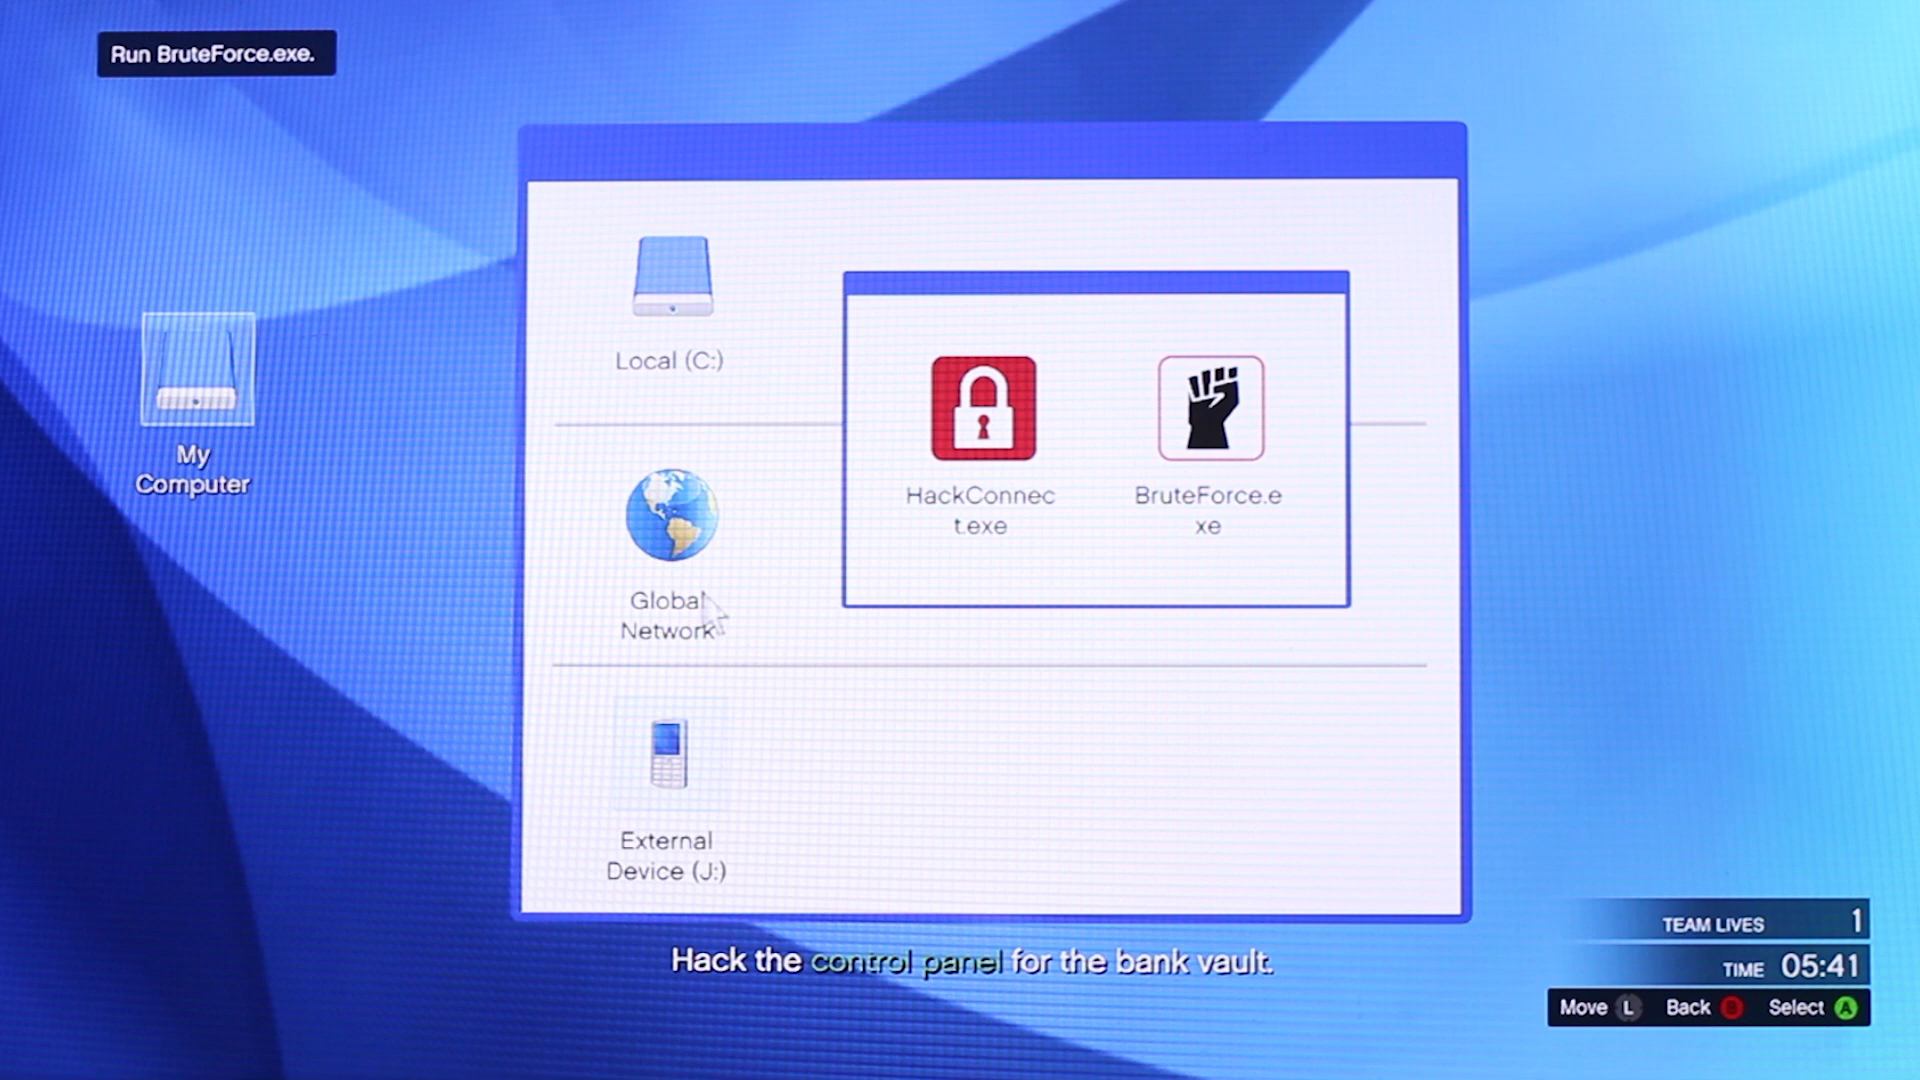 Run BruteForce.exe.
My
Computer
Local (C:)
HackConnec
t.exe
BruteForce.e
xe
Global
Network
External
Device (J:)
Hack the control panel for the bank vault.
TEAM LIVES 1
TIME 05:41
Move L Back B Select A